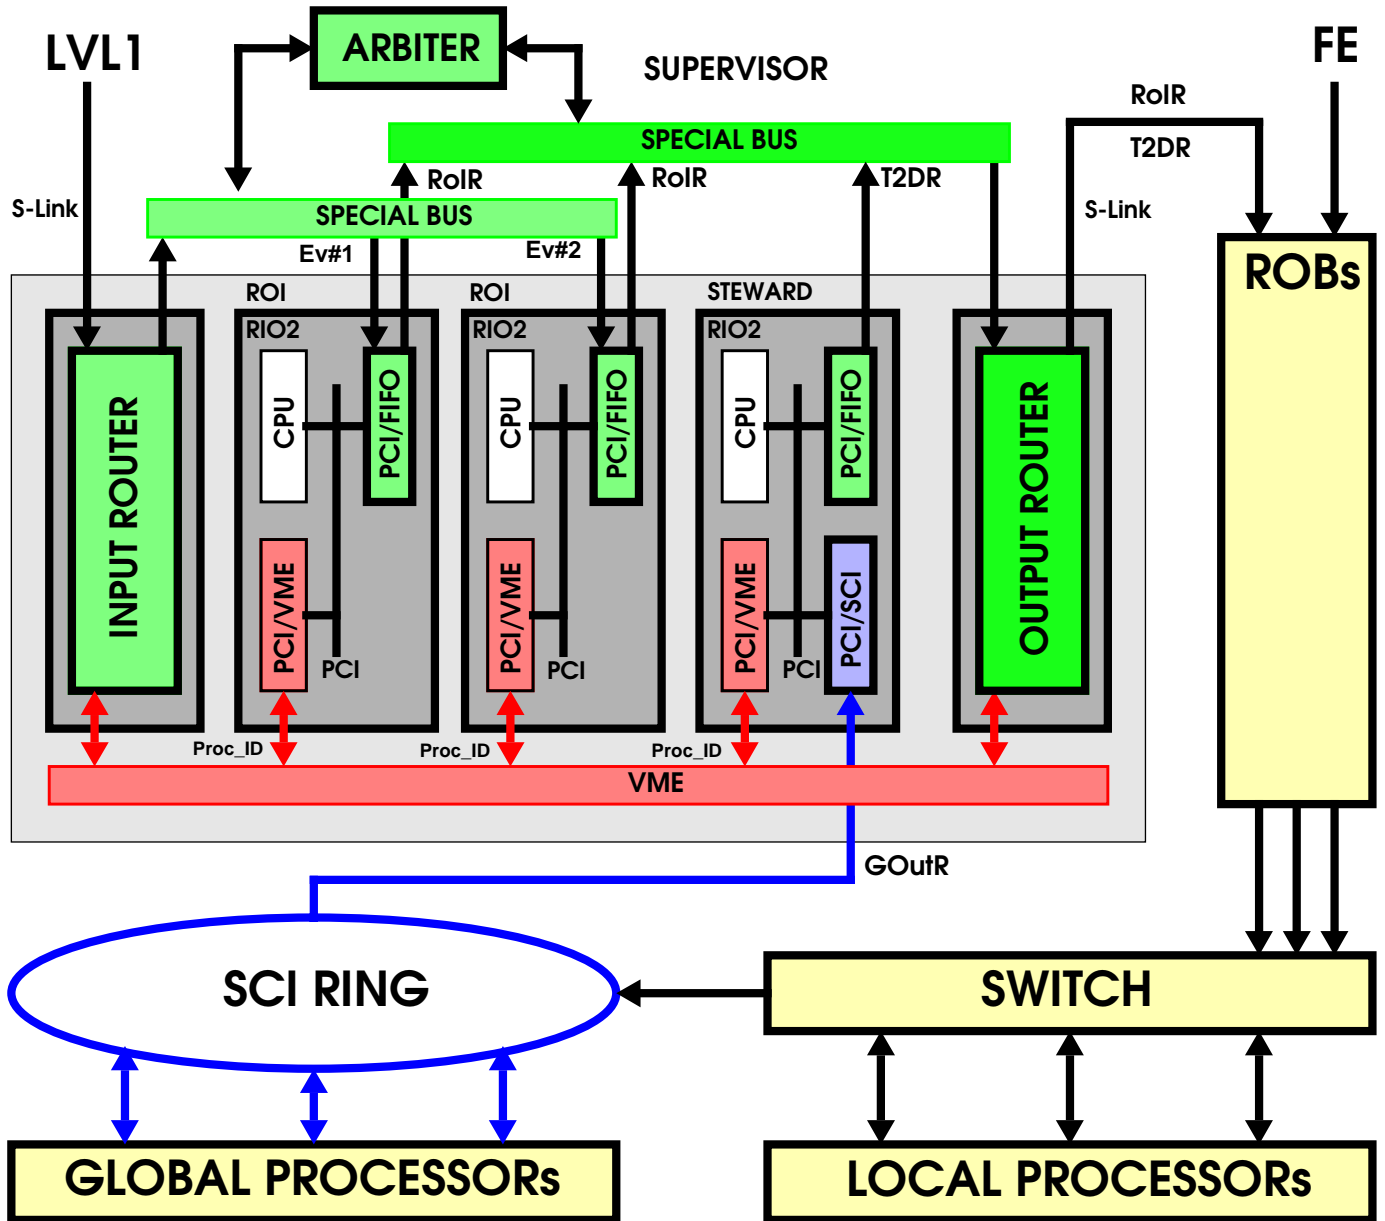 LVL1
ARBITER
SUPERVISOR
FE
RoIR
T2DR
SPECIAL BUS
RoIR
RoIR
T2DR
S-Link
SPECIAL BUS
S-Link
Ev#1
Ev#2
ROBs
ROI
ROI
STEWARD
RIO2
RIO2
RIO2
INPUT ROUTER
CPU
PCI/FIFO
CPU
PCI/FIFO
CPU
PCI/FIFO
OUTPUT ROUTER
PCI/VME
PCI
PCI/VME
PCI
PCI/VME
PCI
PCI/SCI
Proc_ID
Proc_ID
Proc_ID
VME
GOutR
SCI RING
SWITCH
GLOBAL PROCESSORs
LOCAL PROCESSORs